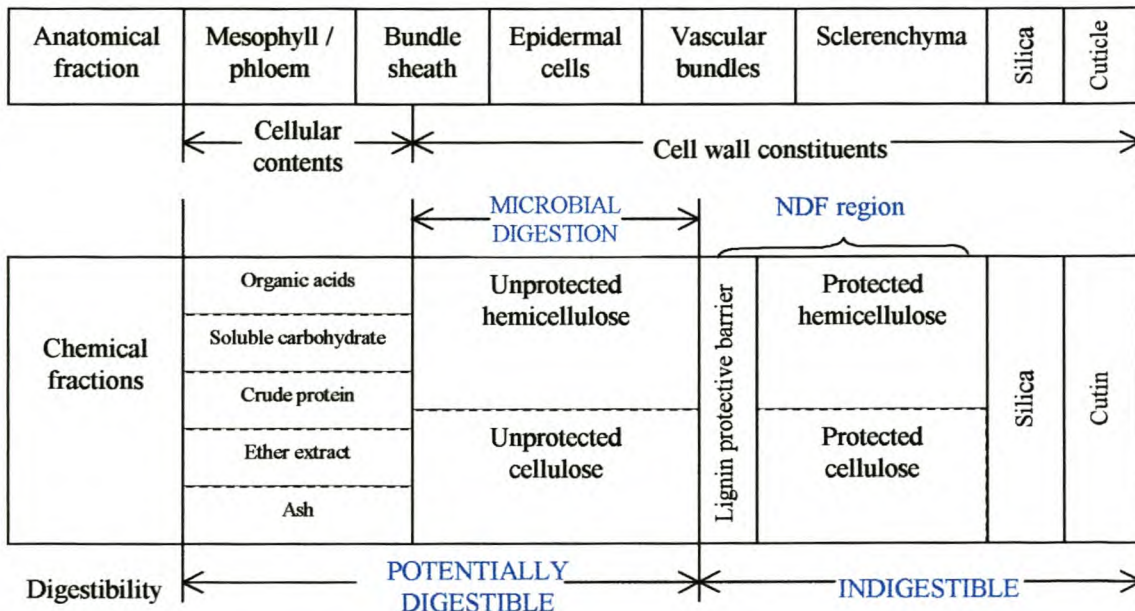 Anatomical
fraction
Mesophyll /
phloem
Bundle
sheath
Epidermal
cells
Vascular
bundles
Sclerenchyma
Silica
Cuticle
Cellular
contents
Cell wall constituents
MICROBIAL
DIGESTION
NDF region
Chemical
fractions
Organic acids
Soluble carbohydrate
Crude protein
Ether extract
Ash
Unprotected
hemicellulose
Unprotected
cellulose
Lignin protective barrier
Protected
hemicellulose
Protected
cellulose
Silica
Cutin
Digestibility
POTENTIALLY
DIGESTIBLE
INDIGESTIBLE